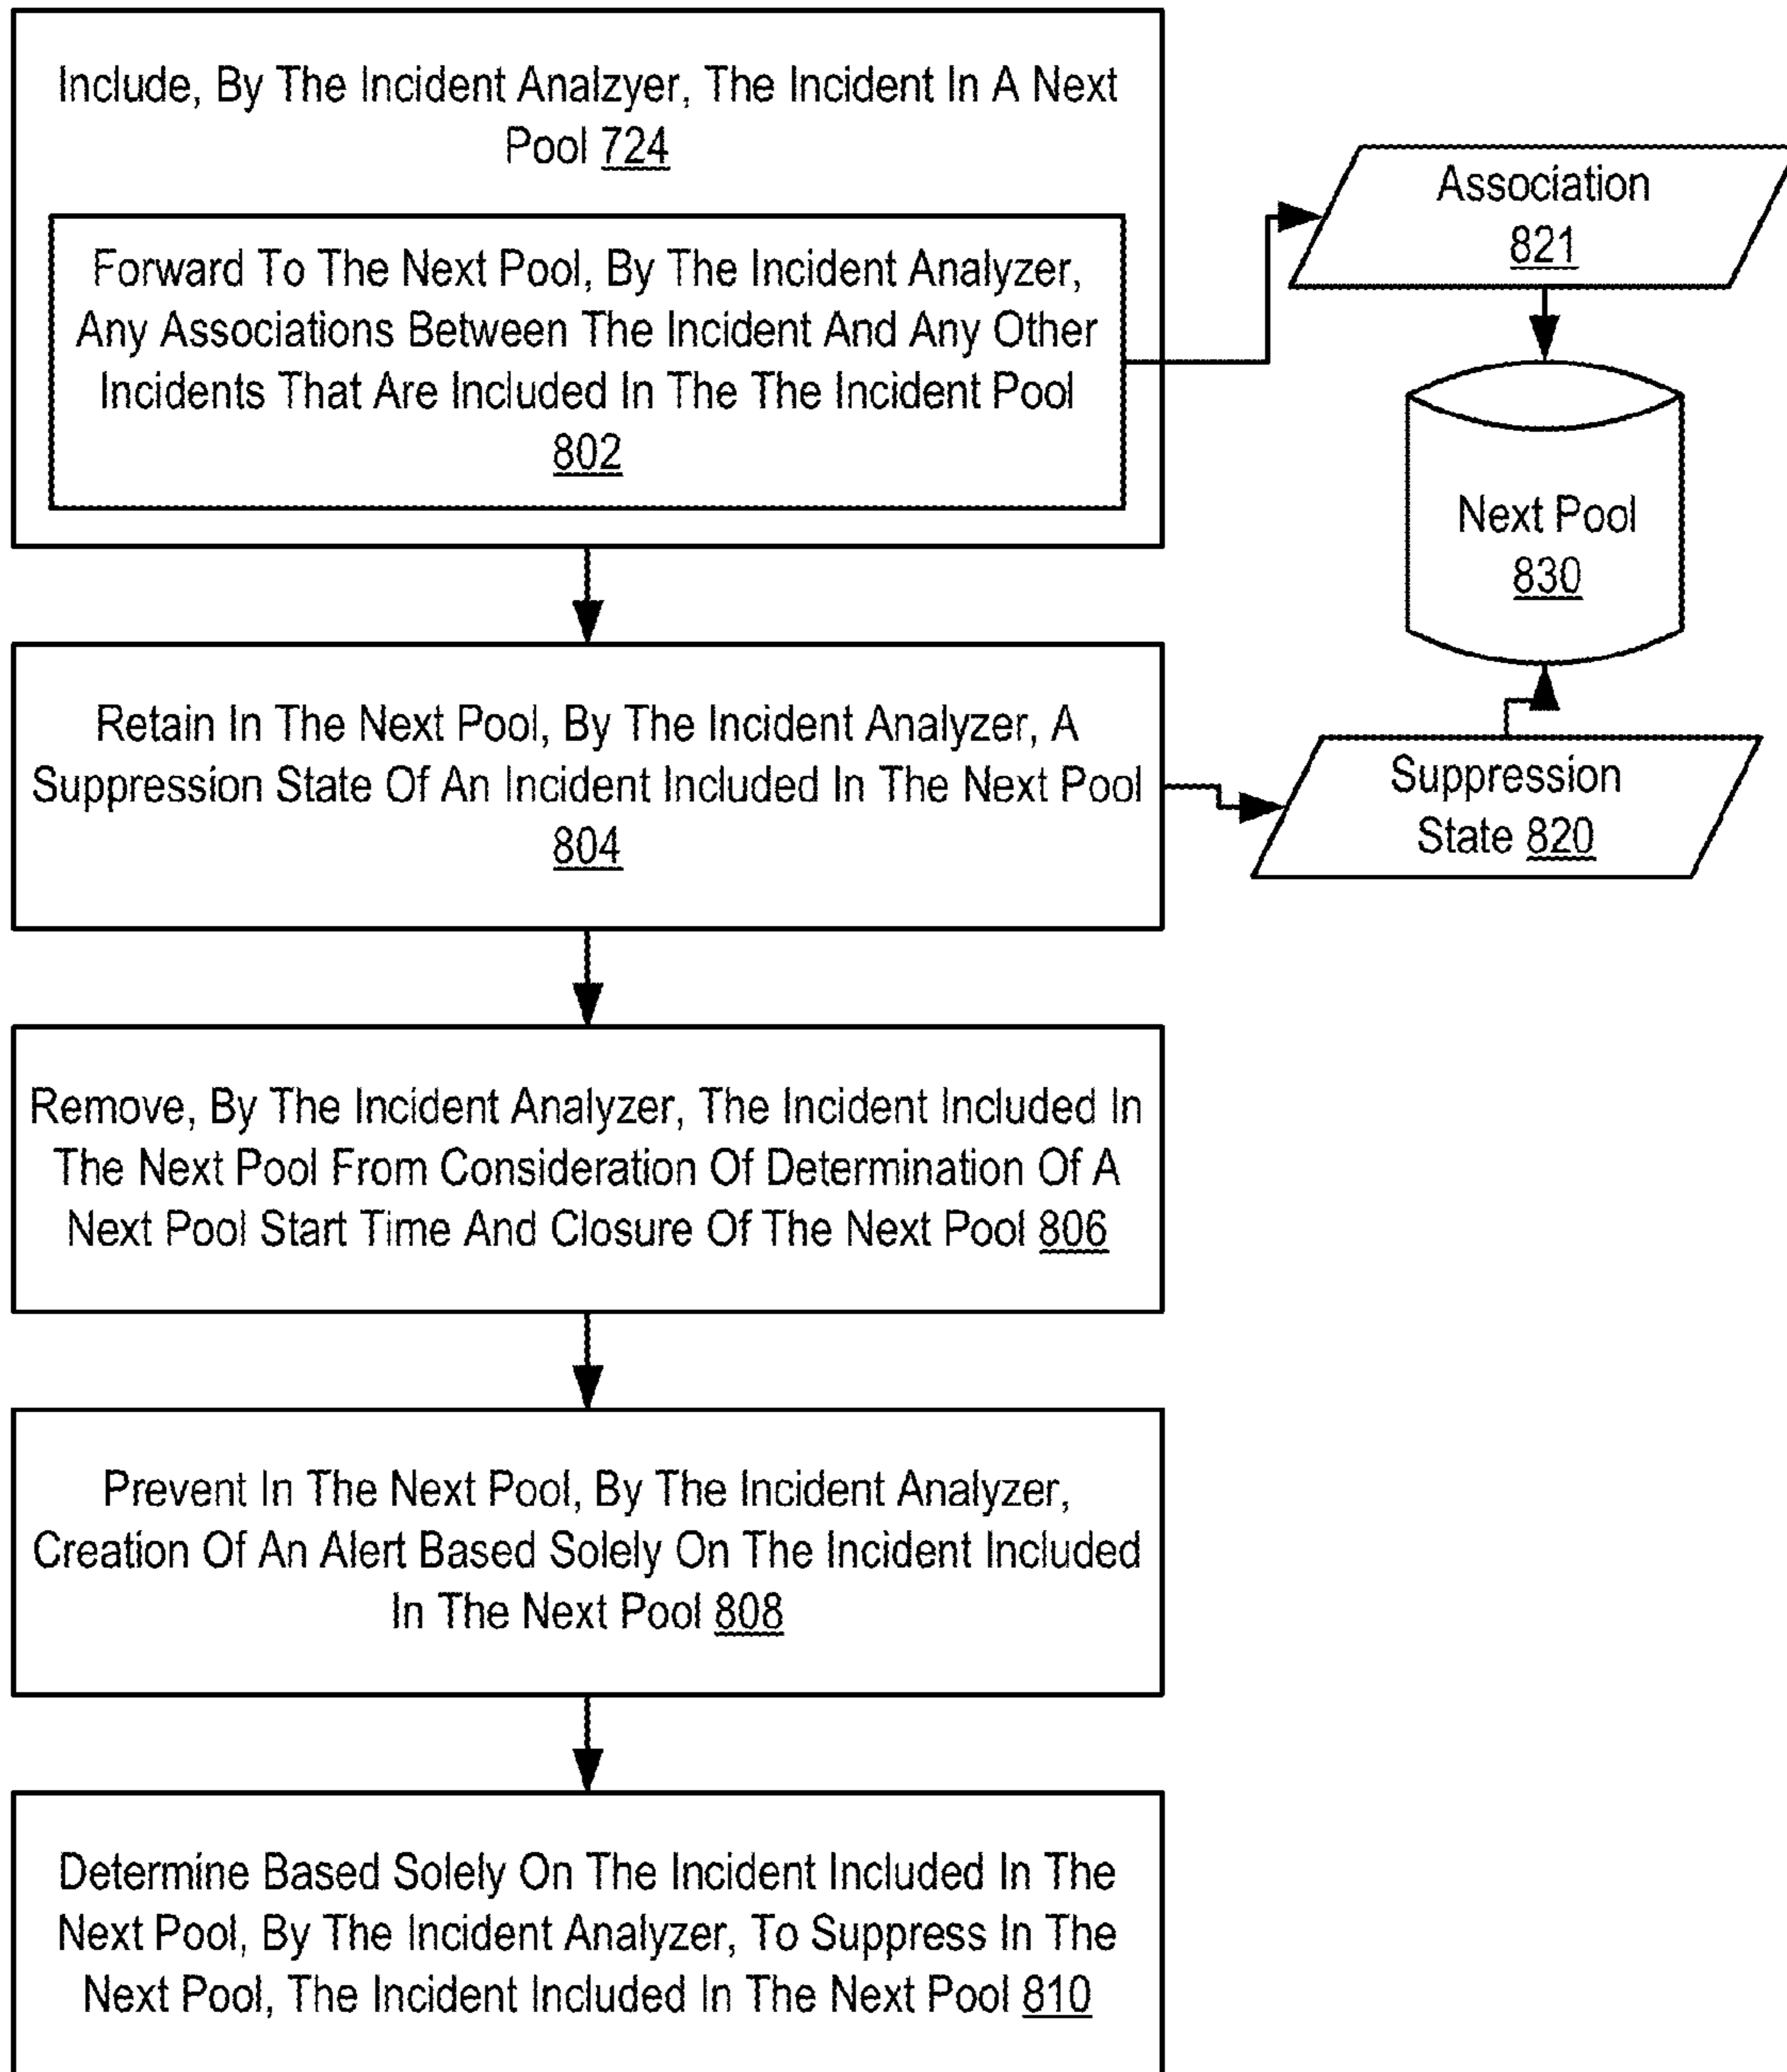 Include, By The Incident Analzyer, The Incident In A Next
Pool 724
Forward To The Next Pool, By The Incident Analyzer,
Any Associations Between The Incident And Any Other
Incidents That Are Included In The The Incident Pool
802
Association
821
Next Pool
830
Retain In The Next Pool, By The Incident Analyzer, A
Suppression State Of An Incident Included In The Next Pool
804
Suppression
State 820
Remove, By The Incident Analyzer, The Incident Included In
The Next Pool From Consideration Of Determination Of A
Next Pool Start Time And Closure Of The Next Pool 806
Prevent In The Next Pool, By The Incident Analyzer,
Creation Of An Alert Based Solely On The Incident Included
In The Next Pool 808
Determine Based Solely On The Incident Included In The
Next Pool, By The Incident Analyzer, To Suppress In The
Next Pool, The Incident Included In The Next Pool 810